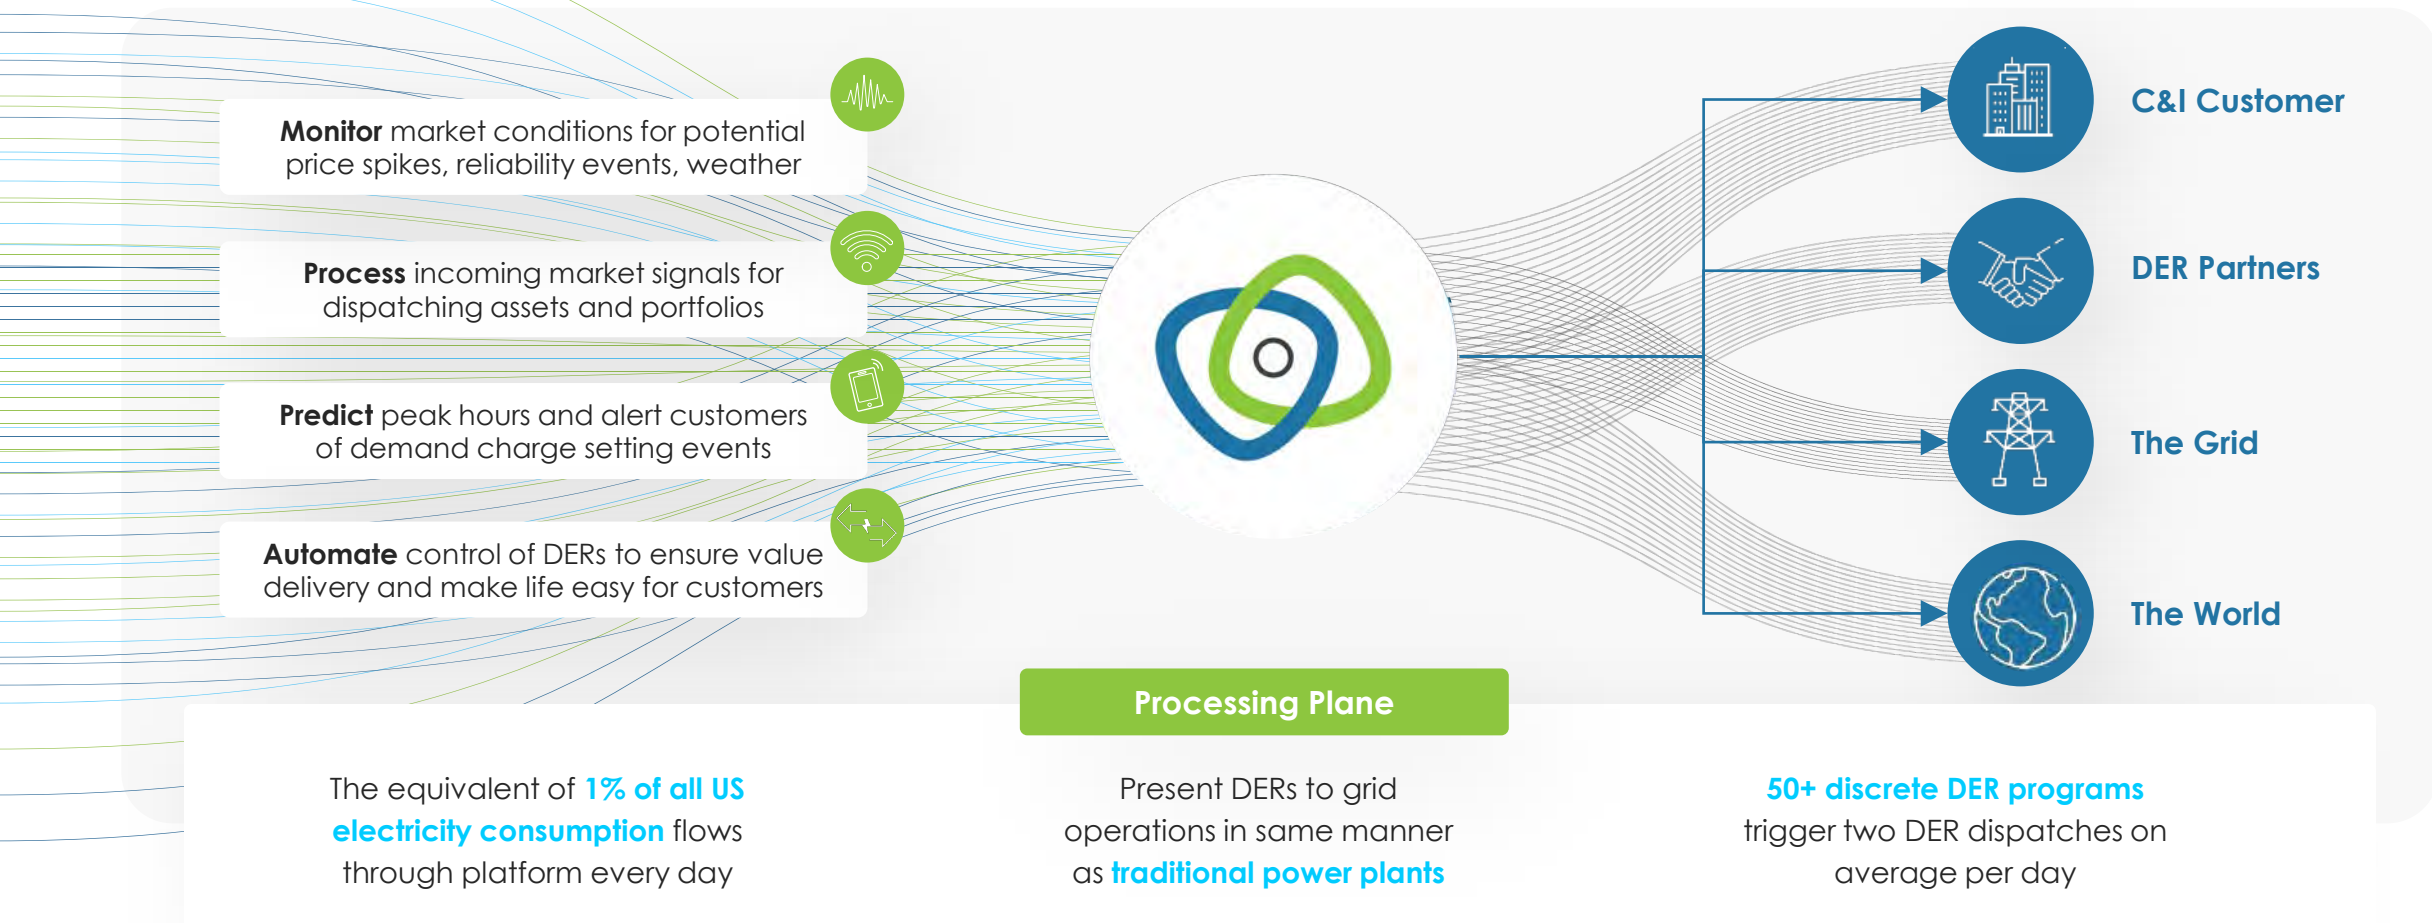 Monitor market conditions for potential
price spikes, reliability events, weather
Process incoming market signals for
dispatching assets and portfolios
Predict peak hours and alert customers
of demand charge setting events
Automate control of DERs to ensure value
delivery and make life easy for customers
C&I Customer
DER Partners
The Grid
The World
Processing Plane
The equivalent of 1% of all US
electricity consumption flows
through platform every day
Present DERs to grid
operations in same manner
as traditional power plants
50+ discrete DER programs
trigger two DER dispatches on
average per day